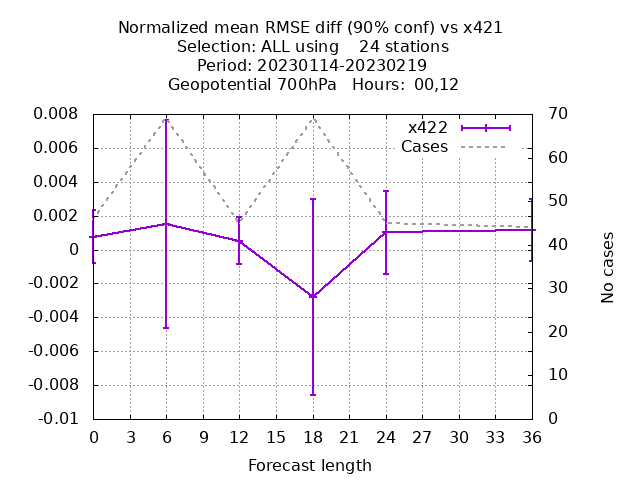 Normalized mean RMSE diff (90% conf) vs x421
Selection: ALL using    24 stations
Period: 20230114-20230219
Geopotential 700hPa   Hours:  00,12
x422
Cases
0.008
0.006
0.004
0.002
0
-0.002
-0.004
-0.006
-0.008
-0.01
70
60
50
40
30
20
10
0
No cases
0 3 6 9 12 15 18 21 24 27 30 33 36
Forecast length